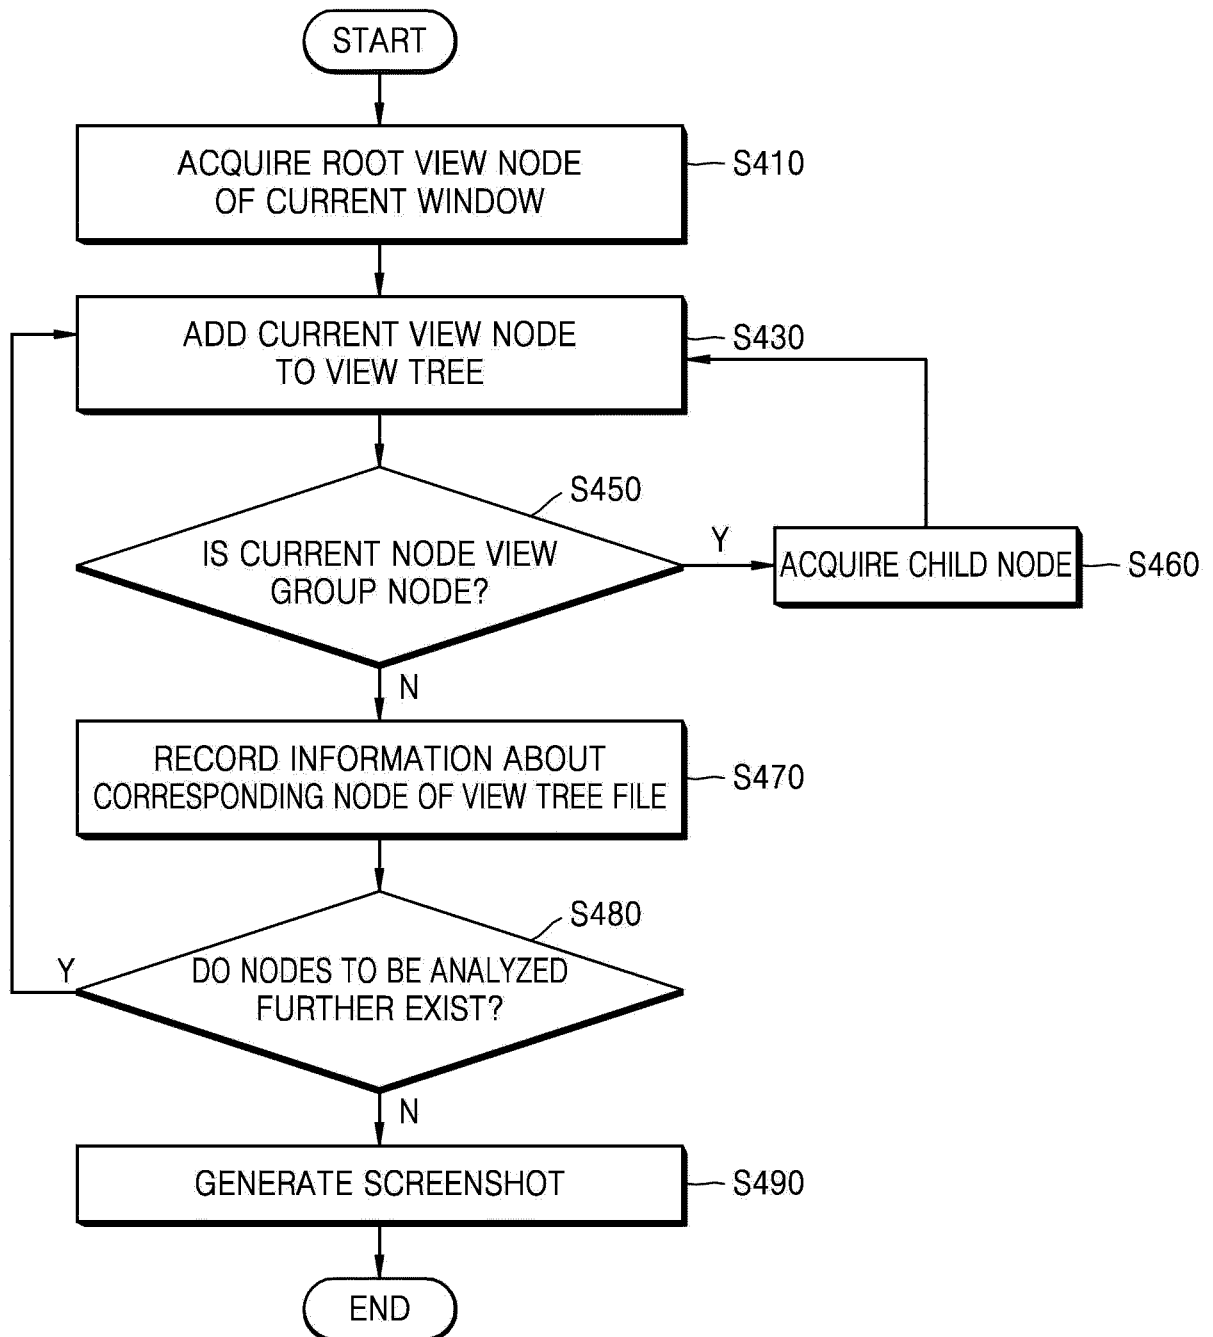 START
ACQUIRE ROOT VIEW NODE
OF CURRENT WINDOW
S410
ADD CURRENT VIEW NODE
TO VIEW TREE
S430
S450
IS CURRENT NODE VIEW
GROUP NODE?
Y
ACQUIRE CHILD NODE
S460
N
RECORD INFORMATION ABOUT
CORRESPONDING NODE OF VIEW TREE FILE
S470
S480
Y
DO NODES TO BE ANALYZED
FURTHER EXIST?
N
GENERATE SCREENSHOT
S490
END